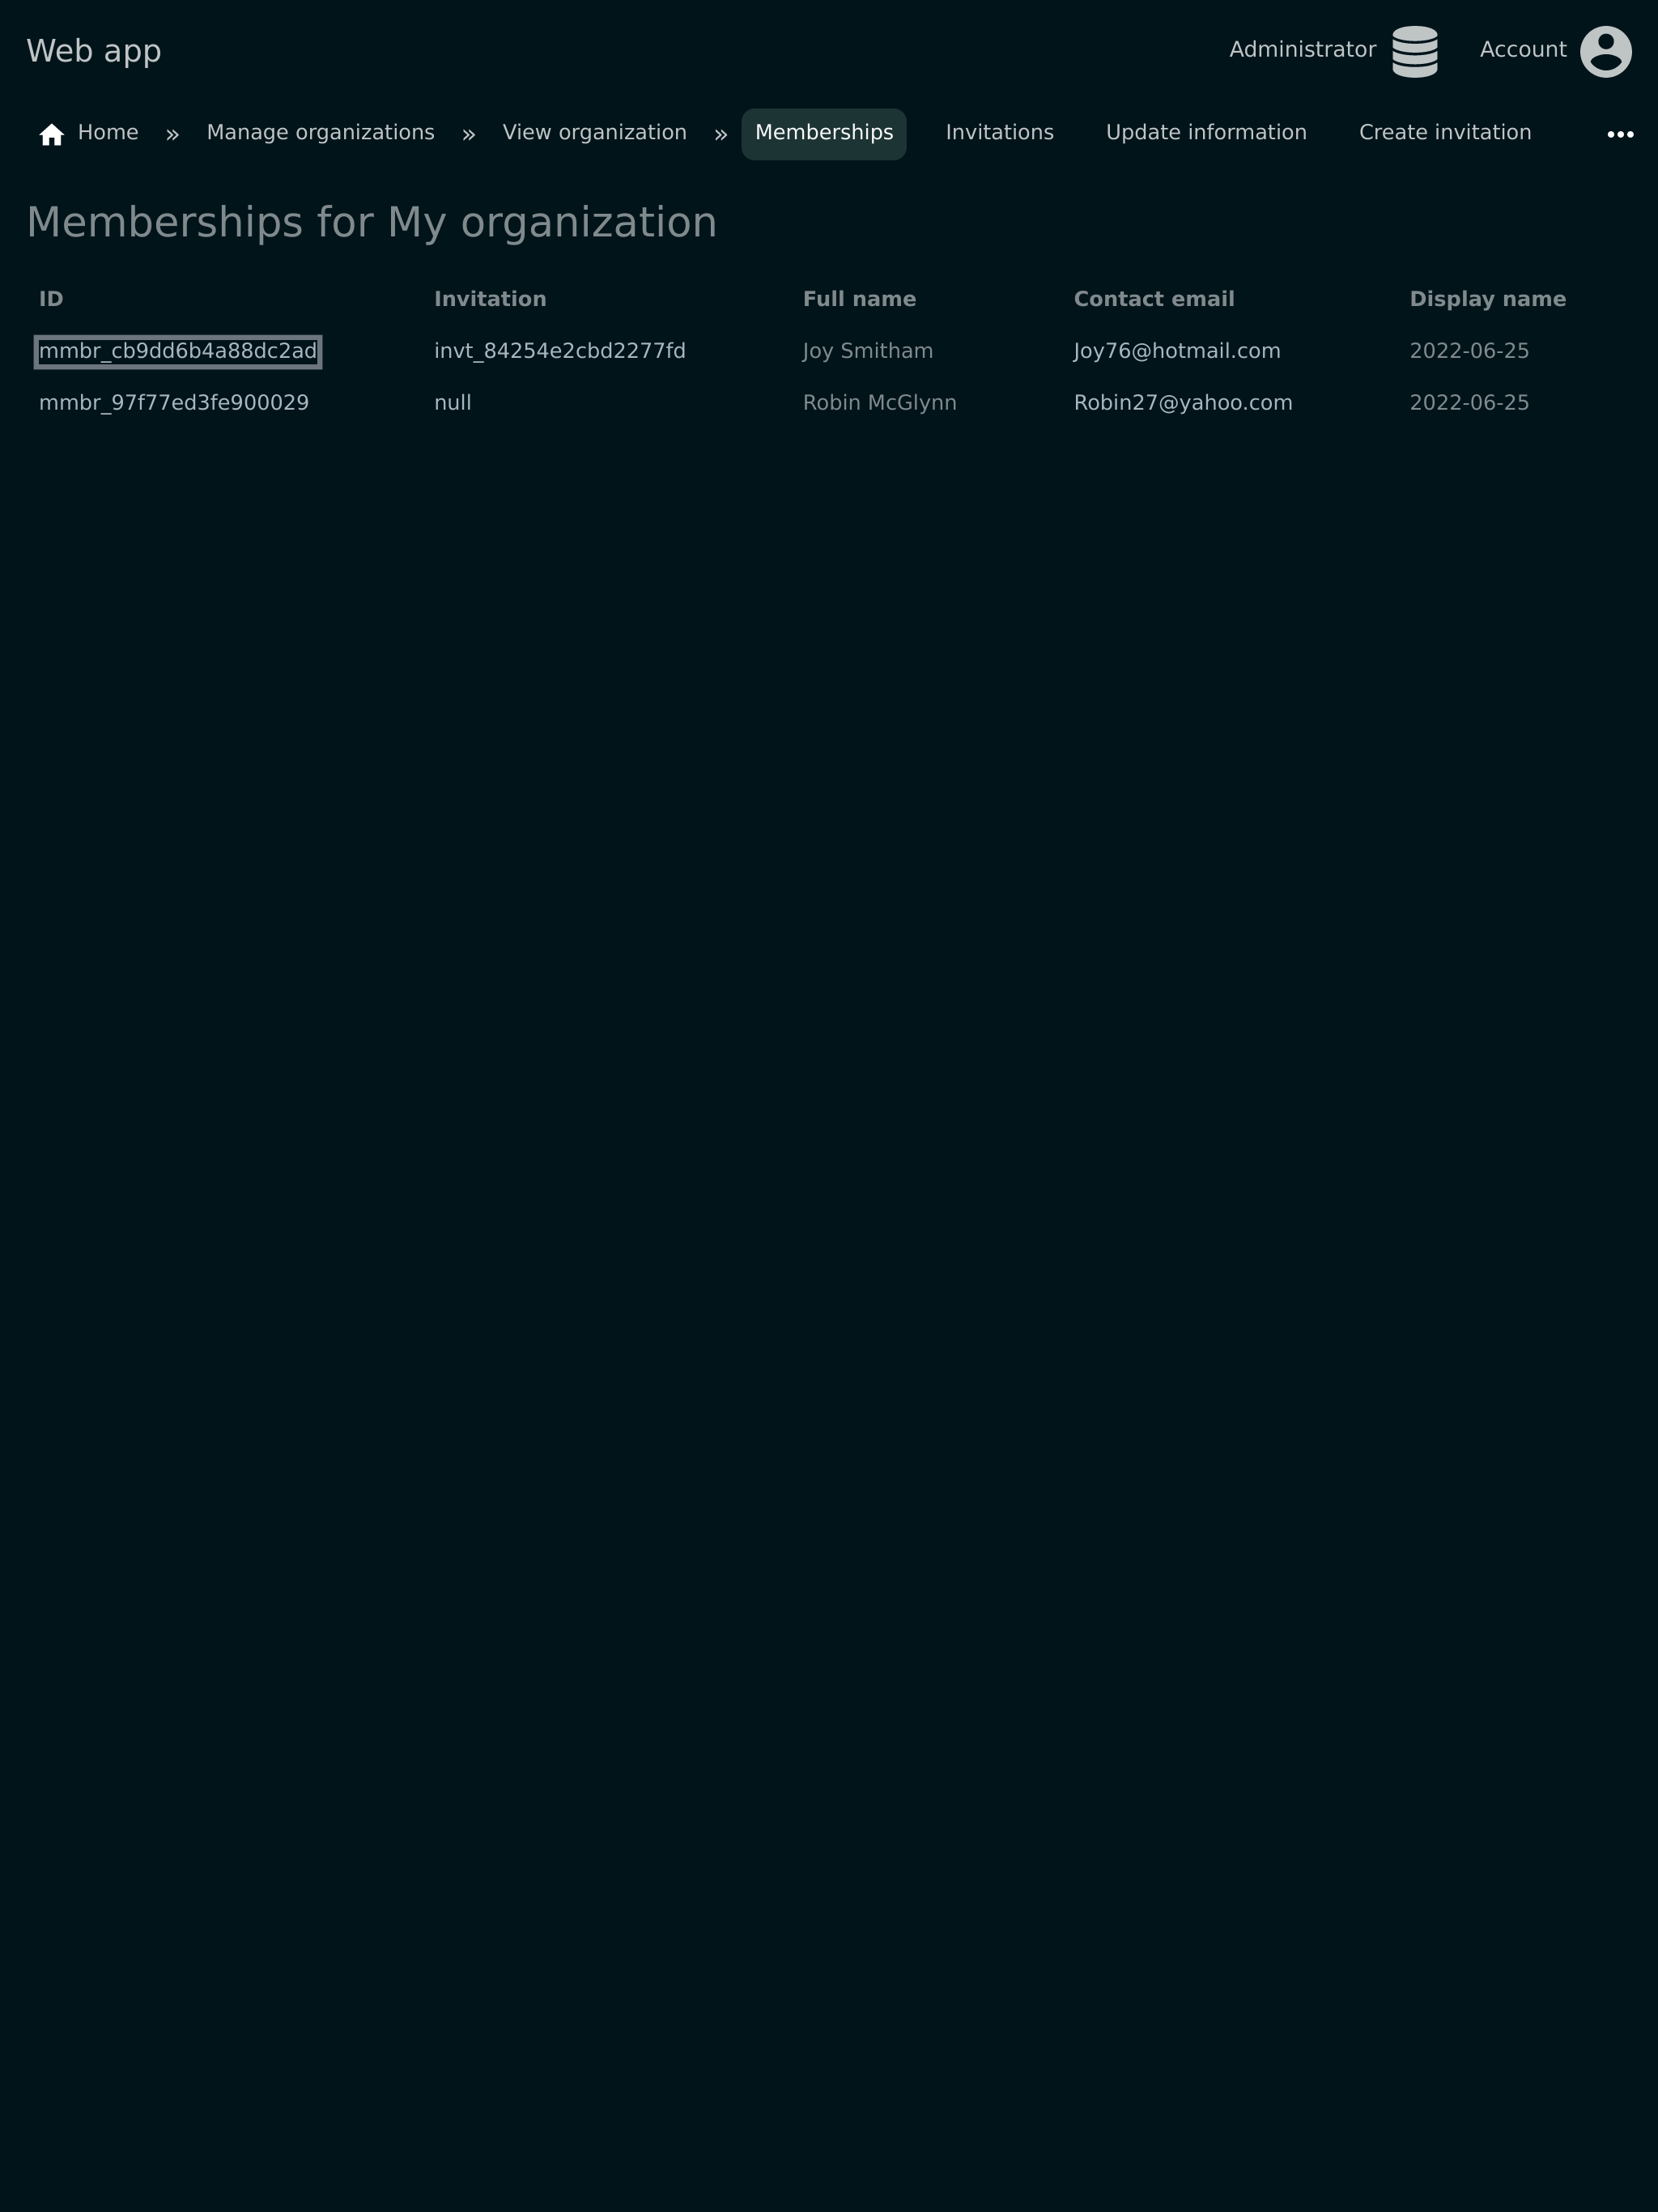 Web app
Administrator Account
Home » Manage organizations » View organization » Memberships Invitations Update information Create invitation •••
Memberships for My organization
ID Invitation Full name Contact email Display name
mmbr_cb9dd6b4a88dc2ad invt_84254e2cbd2277fd Joy Smitham Joy76@hotmail.com 2022-06-25
mmbr_97f77ed3fe900029 null Robin McGlynn Robin27@yahoo.com 2022-06-25